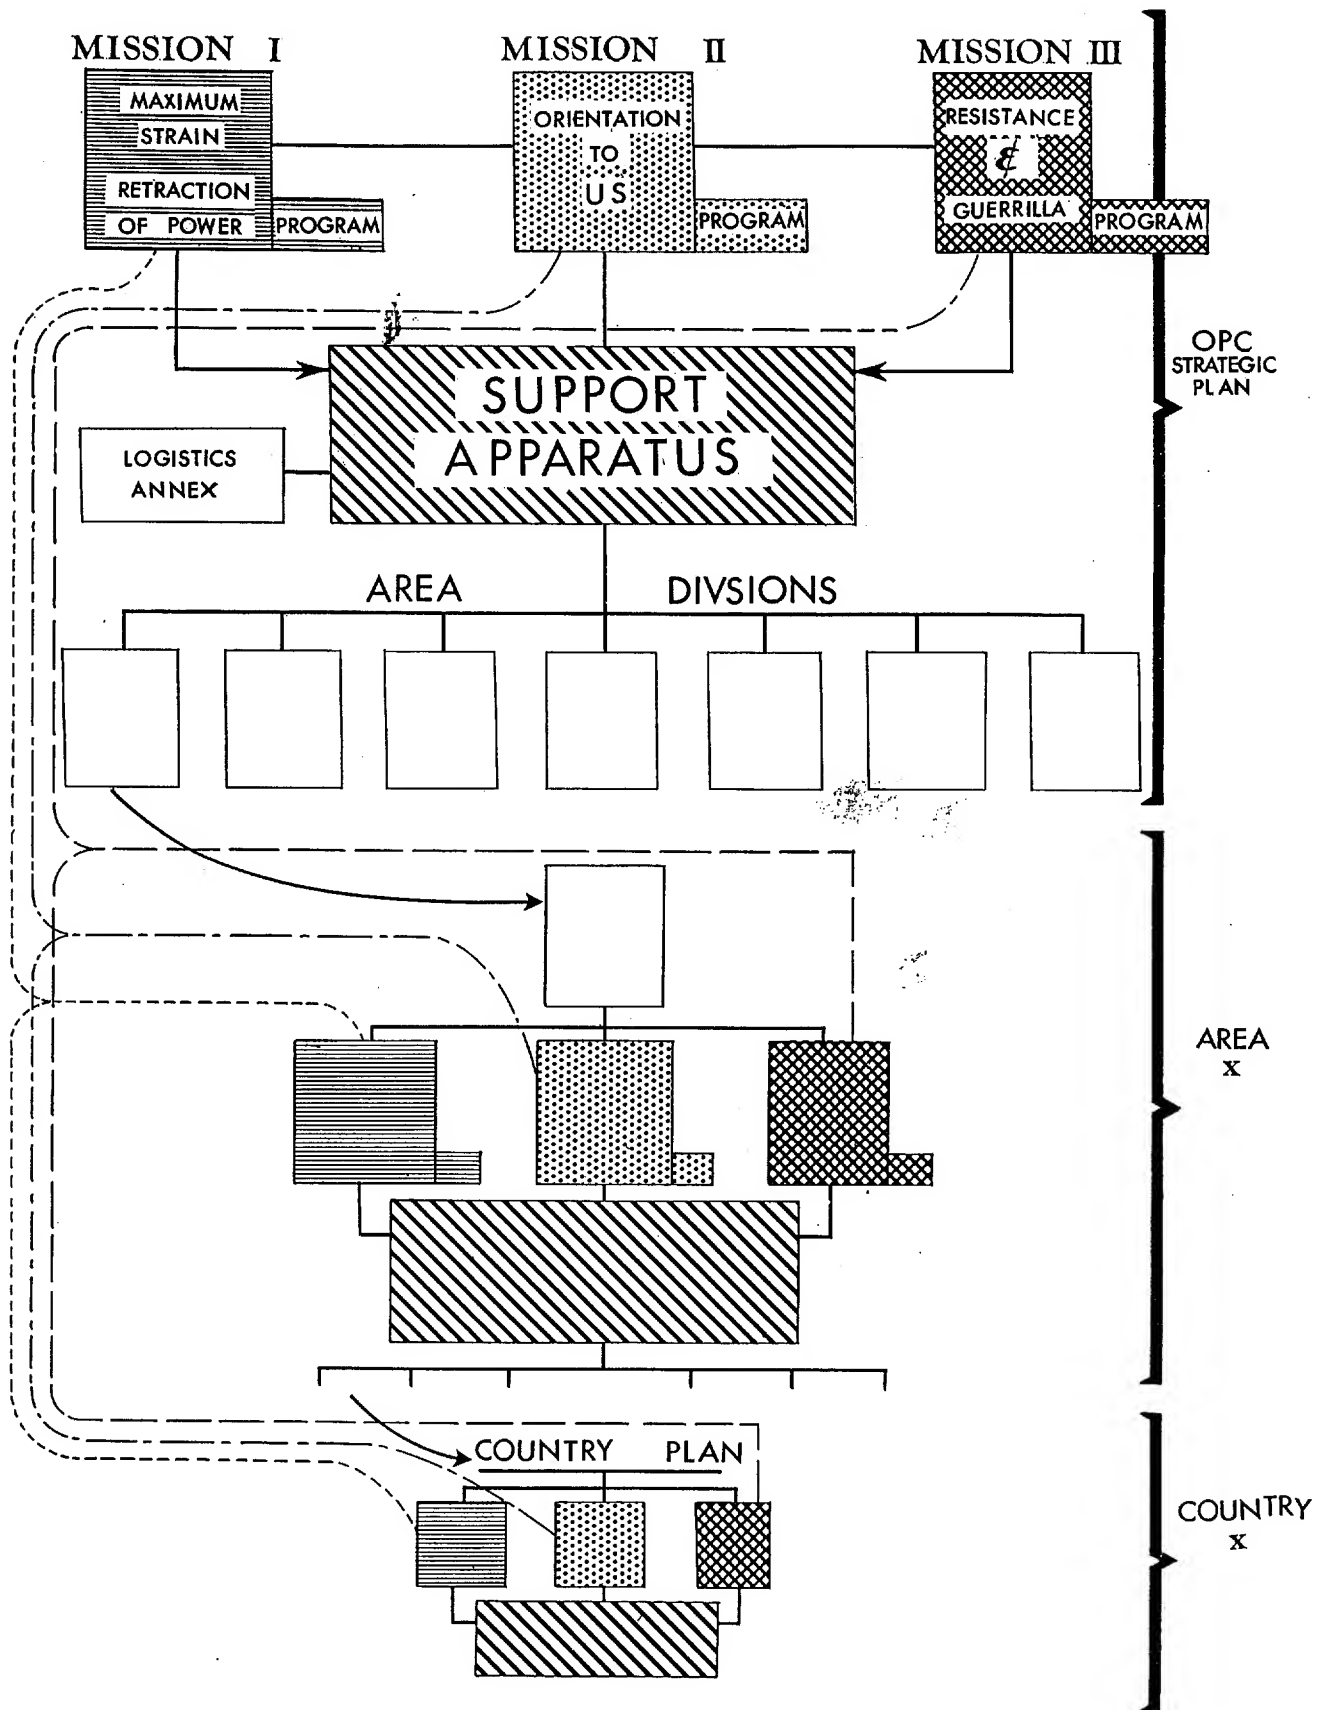 MISSION I
MISSION II
MISSION III
MAXIMUM
STRAIN
RETRACTION
OF POWER
PROGRAM
ORIENTATION
TO
US
PROGRAM
RESISTANCE
&
GUERRILLA
PROGRAM
OPC
STRATEGIC
PLAN
SUPPORT
APPARATUS
LOGISTICS
ANNEX
AREA DIVSIONS
AREA
X
COUNTRY PLAN
COUNTRY
X